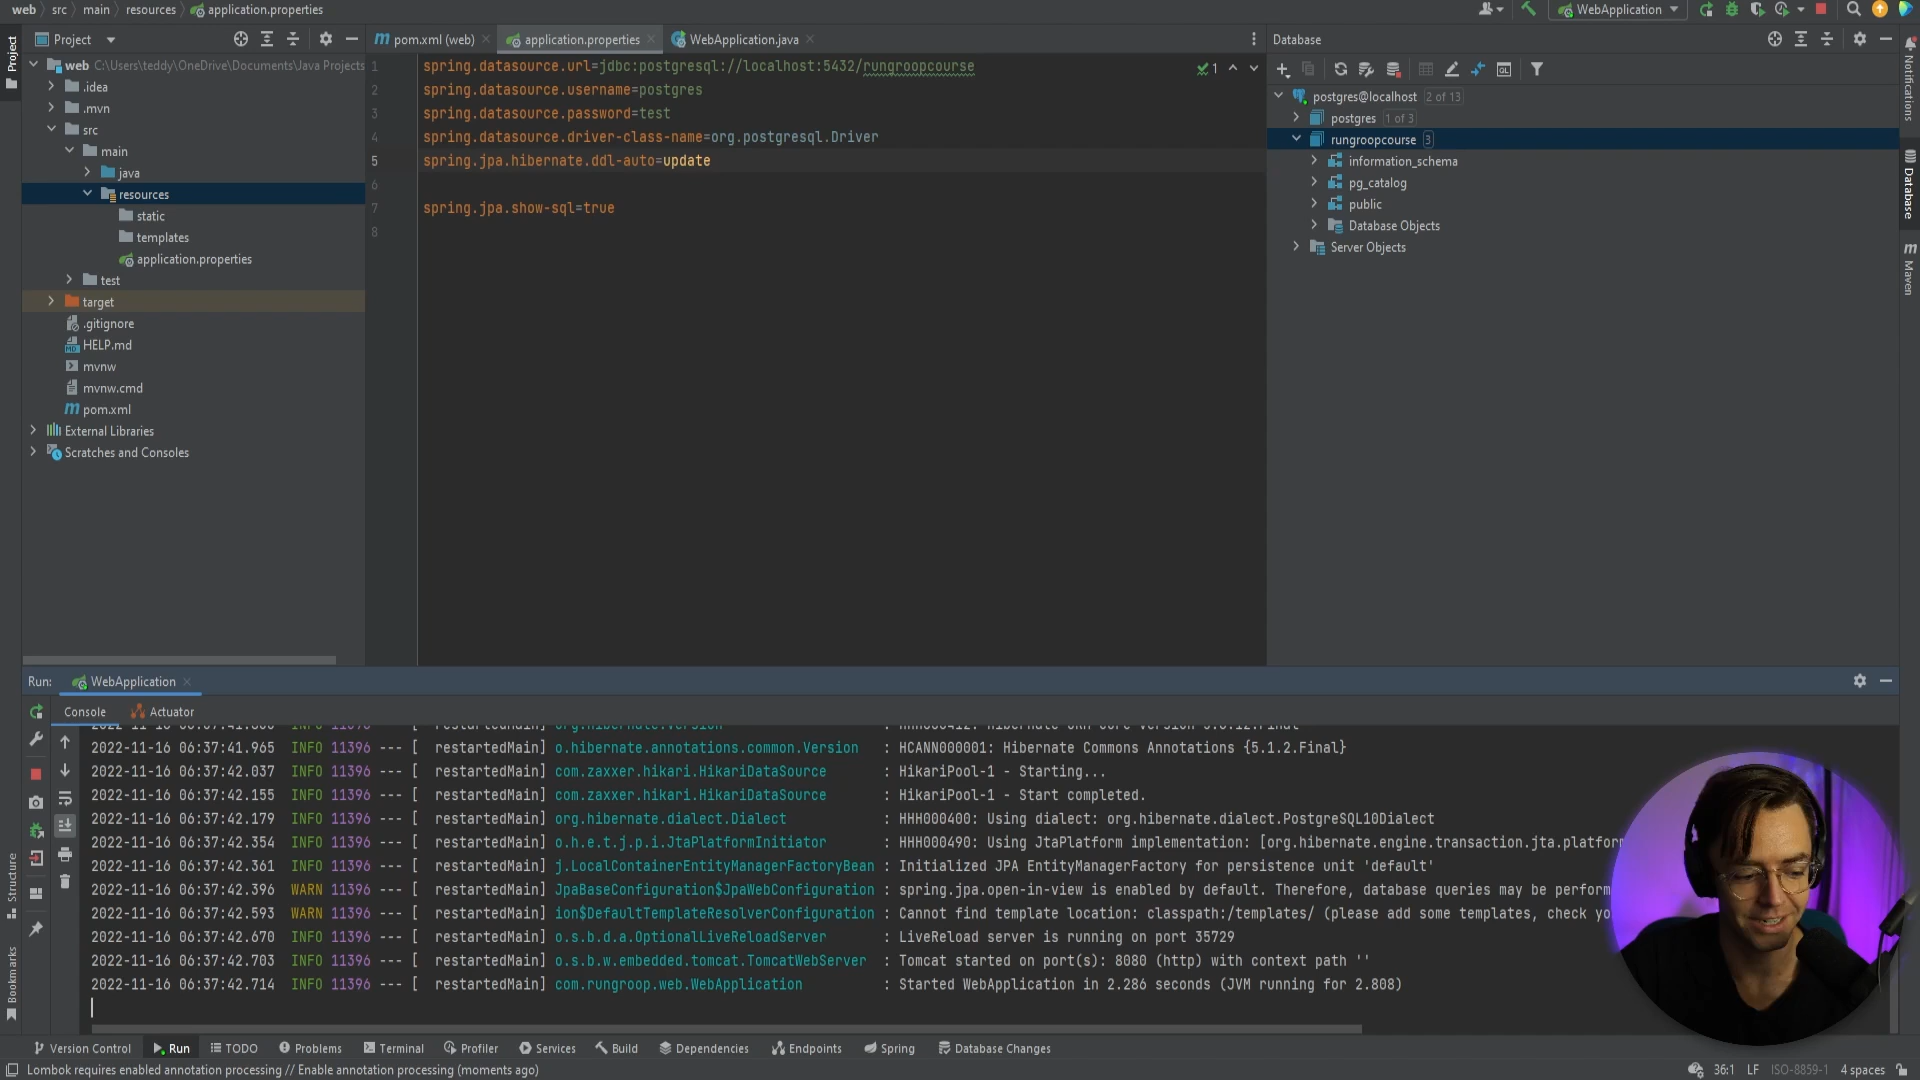 web src main resources application.properties
WebApplication
Project
pom.xml (web)
application.properties
WebApplication.java
Database
web C:\Users\teddy\OneDrive\Documents\Java Projects
.idea
.mvn
src
main
java
resources
static
templates
application.properties
test
target
.gitignore
HELP.md
mvnw
mvnw.cmd
pom.xml
External Libraries
Scratches and Consoles
1 spring.datasource.url=jdbc:postgresql://localhost:5432/rungroopcourse
2 spring.datasource.username=postgres
3 spring.datasource.password=test
4 spring.datasource.driver-class-name=org.postgresql.Driver
5 spring.jpa.hibernate.ddl-auto=update
6
7 spring.jpa.show-sql=true
8
1
postgres@localhost 2 of 13
postgres 1 of 3
rungroopcourse 3
information_schema
pg_catalog
public
Database Objects
Server Objects
Project
Structure
Bookmarks
Notifications
Database
Maven
Run: WebApplication
Console Actuator
2022-11-16 06:37:41.965 INFO 11396 --- [ restartedMain] o.hibernate.annotations.common.Version : HCANN000001: Hibernate Commons Annotations {5.1.2.Final}
2022-11-16 06:37:42.037 INFO 11396 --- [ restartedMain] com.zaxxer.hikari.HikariDataSource : HikariPool-1 - Starting...
2022-11-16 06:37:42.155 INFO 11396 --- [ restartedMain] com.zaxxer.hikari.HikariDataSource : HikariPool-1 - Start completed.
2022-11-16 06:37:42.179 INFO 11396 --- [ restartedMain] org.hibernate.dialect.Dialect : HHH000400: Using dialect: org.hibernate.dialect.PostgreSQL10Dialect
2022-11-16 06:37:42.354 INFO 11396 --- [ restartedMain] o.h.e.t.j.p.i.JtaPlatformInitiator : HHH000490: Using JtaPlatform implementation: [org.hibernate.engine.transaction.jta.platfor
2022-11-16 06:37:42.361 INFO 11396 --- [ restartedMain] j.LocalContainerEntityManagerFactoryBean : Initialized JPA EntityManagerFactory for persistence unit 'default'
2022-11-16 06:37:42.396 WARN 11396 --- [ restartedMain] JpaBaseConfiguration$JpaWebConfiguration : spring.jpa.open-in-view is enabled by default. Therefore, database queries may be perform
2022-11-16 06:37:42.593 WARN 11396 --- [ restartedMain] ion$DefaultTemplateResolverConfiguration : Cannot find template location: classpath:/templates/ (please add some templates, check yo
2022-11-16 06:37:42.670 INFO 11396 --- [ restartedMain] o.s.b.d.a.OptionalLiveReloadServer : LiveReload server is running on port 35729
2022-11-16 06:37:42.703 INFO 11396 --- [ restartedMain] o.s.b.w.embedded.tomcat.TomcatWebServer : Tomcat started on port(s): 8080 (http) with context path ''
2022-11-16 06:37:42.714 INFO 11396 --- [ restartedMain] com.rungroop.web.WebApplication : Started WebApplication in 2.286 seconds (JVM running for 2.808)
Version Control Run TODO Problems Terminal Profiler Services Build Dependencies Endpoints Spring Database Changes
Lombok requires enabled annotation processing // Enable annotation processing (moments ago)
36:1 LF ISO-8859-1 4 spaces